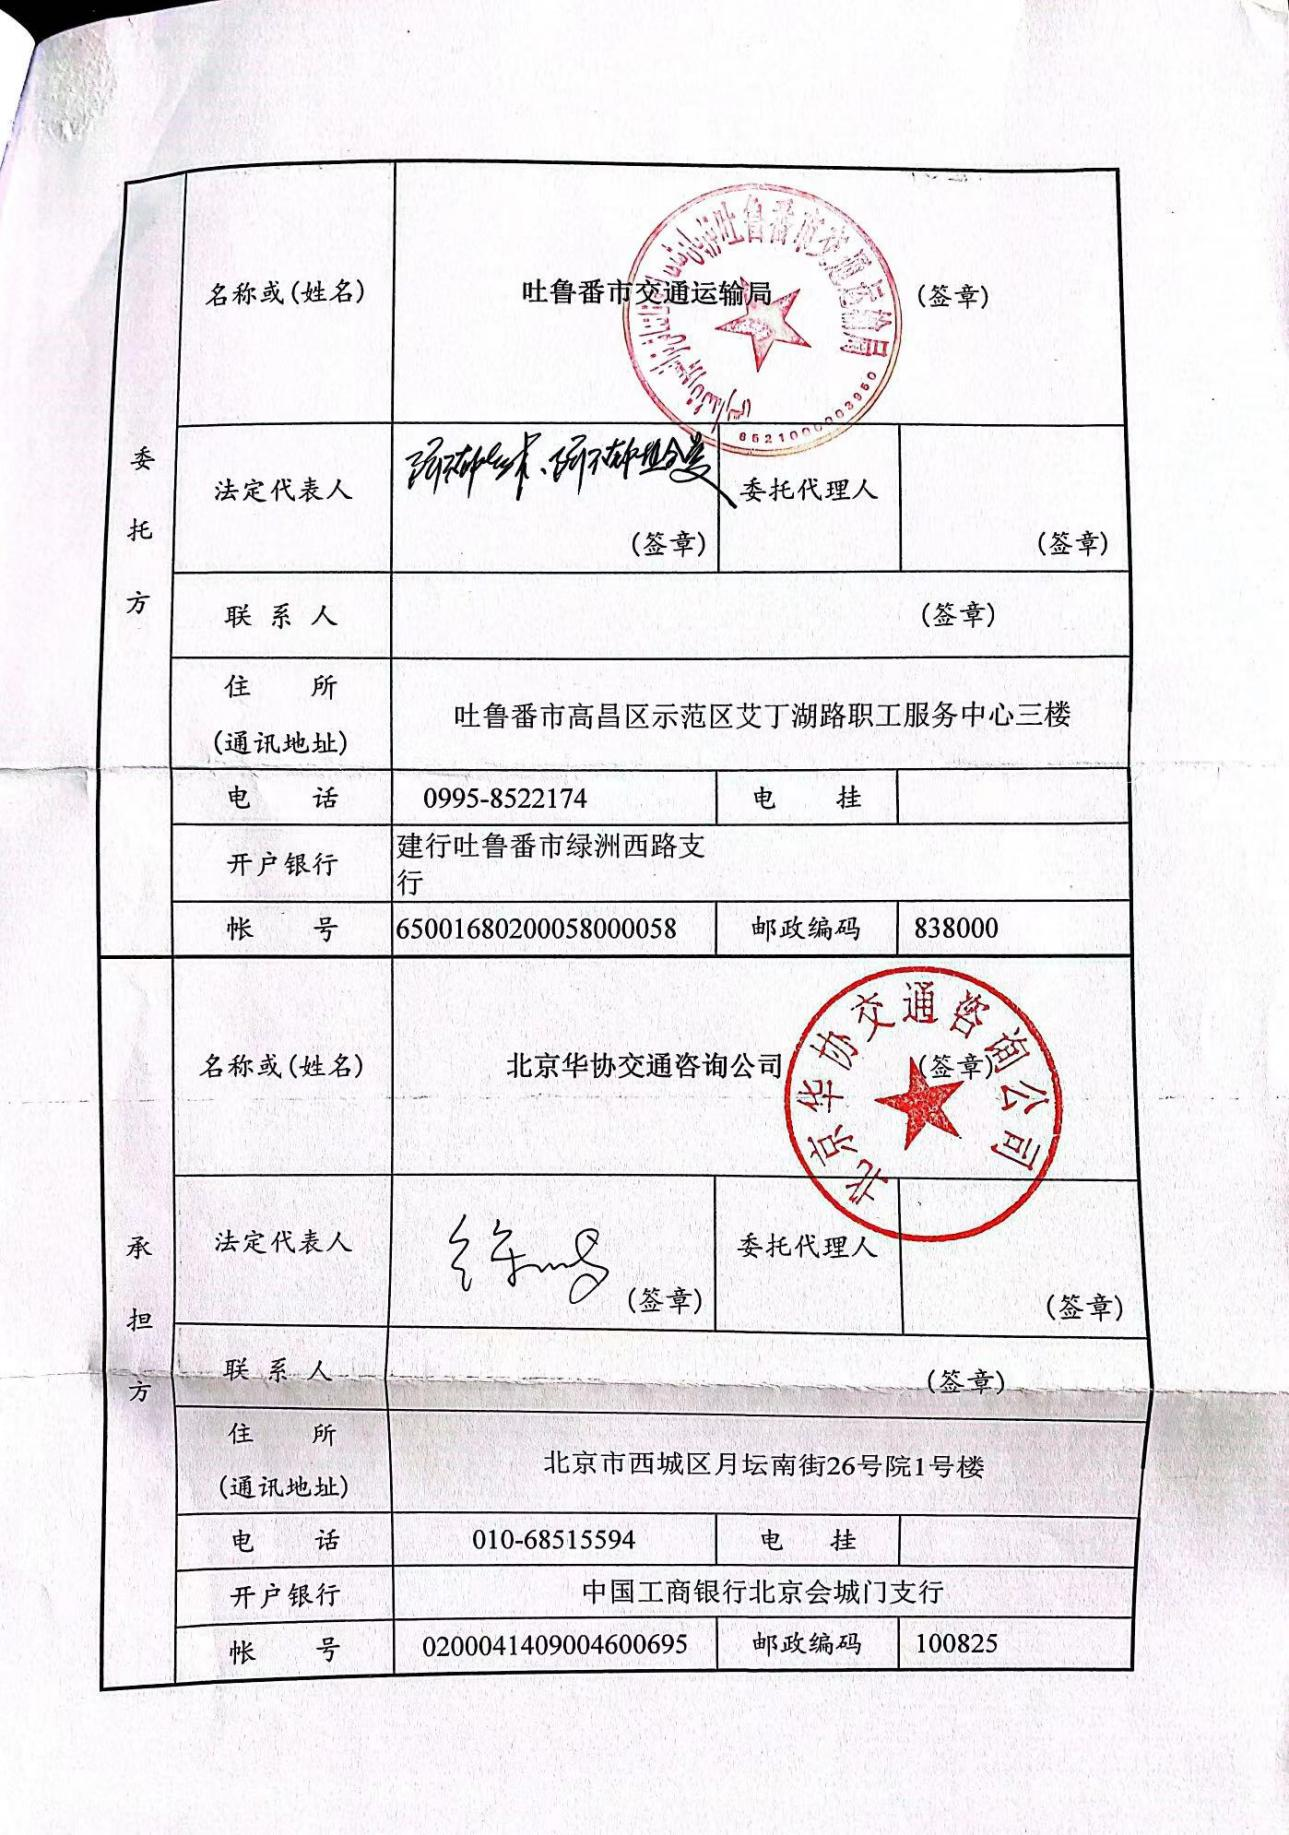 委托方
名称或(姓名)
吐鲁番市交通运输局
(签章)
吐鲁番市交通运输局
6521000003950
法定代表人
(签章)
委托代理人
(签章)
联系人
(签章)
住所
(通讯地址)
吐鲁番市高昌区示范区艾丁湖路职工服务中心三楼
电话
0995-8522174
电挂
开户银行
建行吐鲁番市绿洲西路支
行
帐号
65001680200058000058
邮政编码
838000
承担方
名称或(姓名)
北京华协交通咨询公司
(签章)
北京华协交通咨询公司
法定代表人
(签章)
委托代理人
(签章)
联系人
(签章)
住所
(通讯地址)
北京市西城区月坛南街26号院1号楼
电话
010-68515594
电挂
开户银行
中国工商银行北京会城门支行
帐号
0200041409004600695
邮政编码
100825